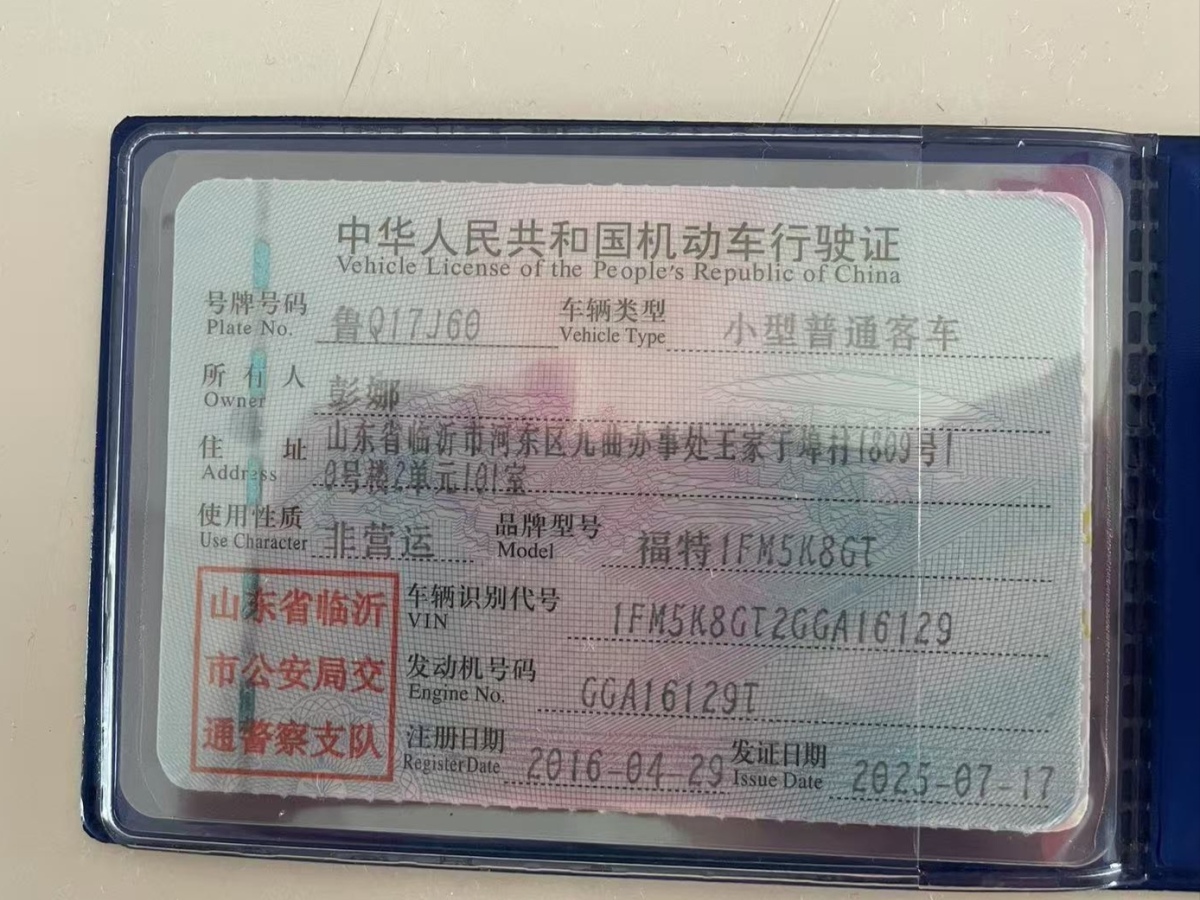 中华人民共和国机动车行驶证
Vehicle License of the People's Republic of China
号牌号码 鲁Q17J60 车辆类型 小型普通客车
Plate No. Vehicle Type
所有人 彭娜
Owner
住址 山东省临沂市河东区九曲办事处王家于埠村1809号1
Address 0号楼2单元101室
使用性质 非营运 品牌型号 福特1FM5K8GT
Use Character Model
山东省临沂
市公安局交
通警察支队
车辆识别代号 1FM5K8GT2GGA16129
VIN
发动机号码 GGA16129T
Engine No.
注册日期 2016-04-29 发证日期 2025-07-17
Register Date Issue Date